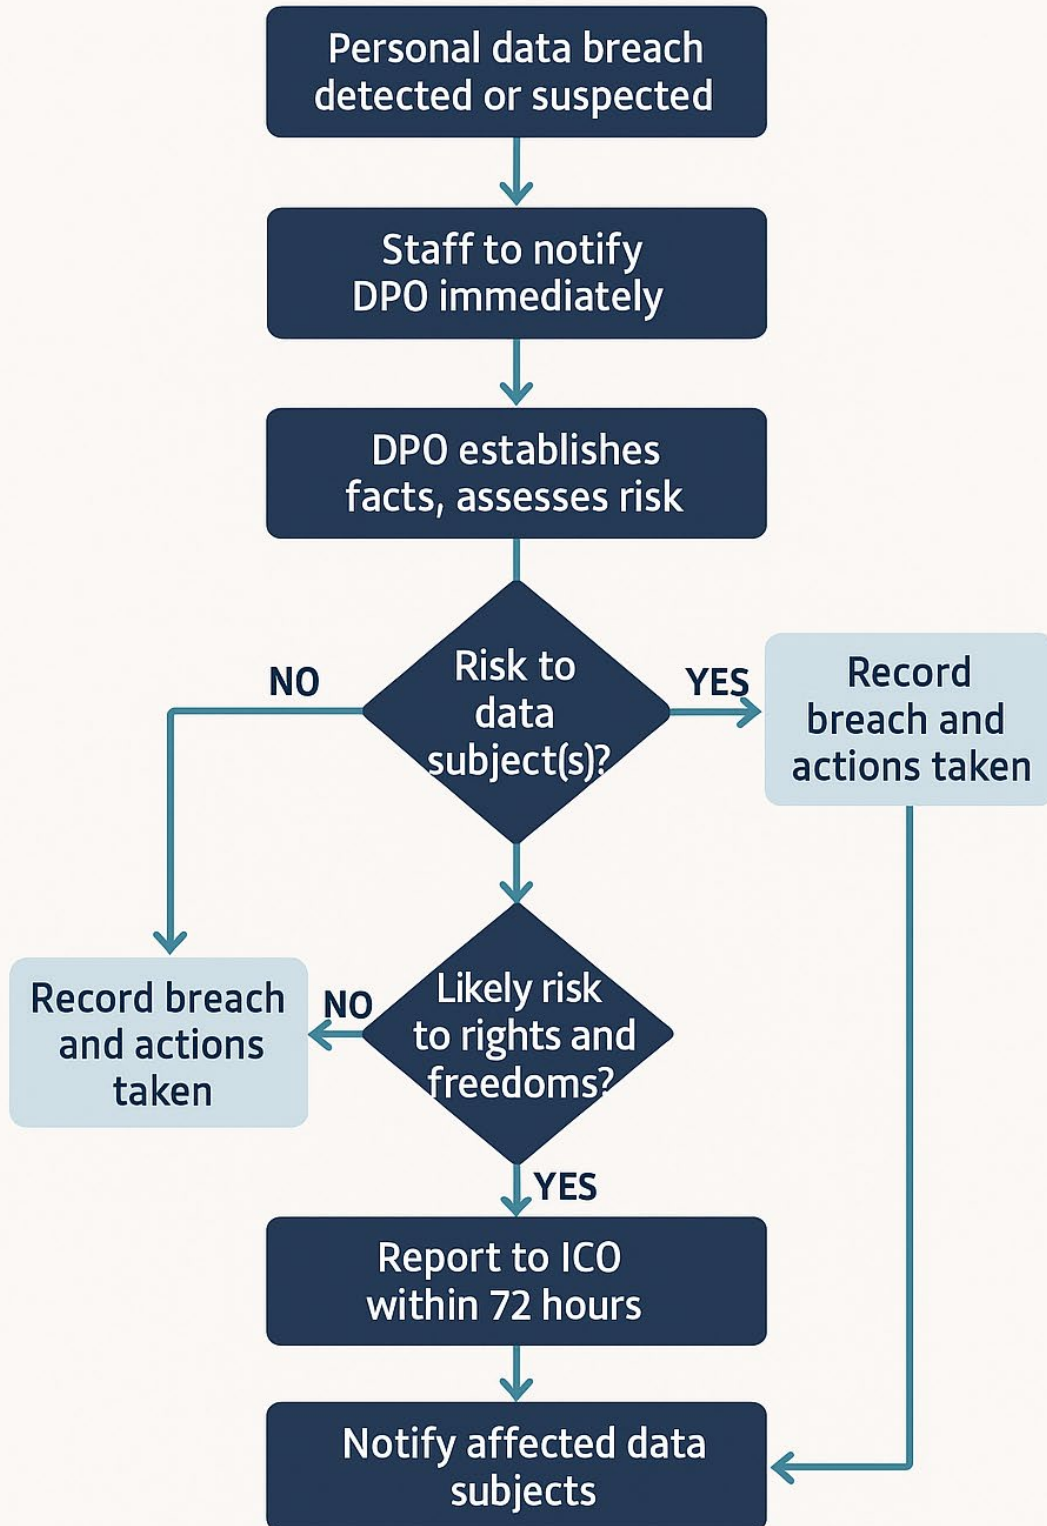 Personal data breach
detected or suspected
Staff to notify
DPO immediately
DPO establishes
facts, assesses risk
Risk to
data
subject(s)?
NO
YES
Record
breach and
actions taken
Likely risk
to rights and
freedoms?
NO
Record breach
and actions
taken
YES
Report to ICO
within 72 hours
Notify affected data
subjects